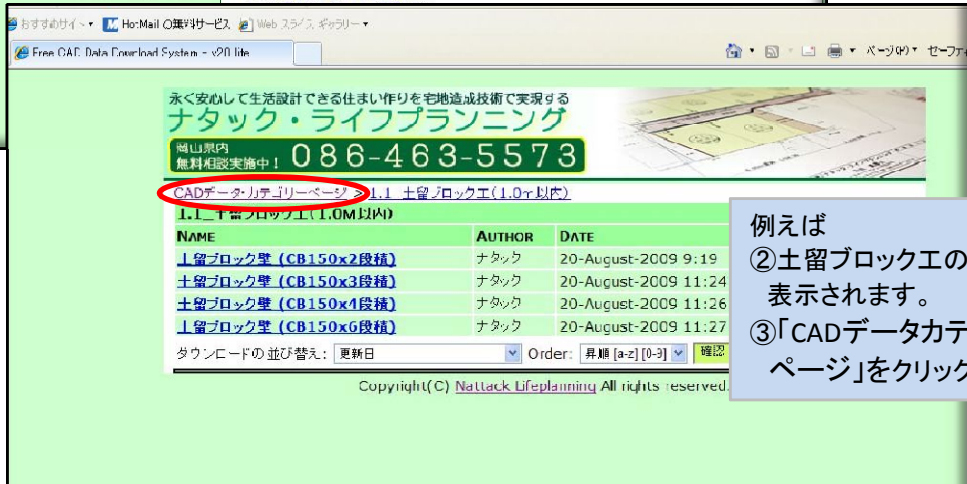 おすすめサイト HotMail の無料サービス Web スライス ギャラリー
Free CAD Data Download System - v20 lite
ページ(P)
永く安心して生活設計できる住まい作りを宅地造成技術で実現する
ナタック・ライフプランニング
岡山県内
無料相談実施中! 086-463-5573
CADデータ・カテゴリーページ > 1.1_土留ブロック工(1.0m以内)
1.1_土留ブロック工(1.0M以内)
NAME AUTHOR DATE
土留ブロック壁 (CB150x2段積) ナタック 20-August-2009 9:19
土留ブロック壁 (CB150x3段積) ナタック 20-August-2009 11:24
土留ブロック壁 (CB150x4段積) ナタック 20-August-2009 11:26
土留ブロック壁 (CB150x6段積) ナタック 20-August-2009 11:27
ダウンロードの並び替え: 更新日 Order: 昇順 [a-z][0-9] 確認
Copyright(C) Nattack Lifeplanning All rights reserved.
例えば
②土留ブロック工の
表示されます。
③「CADデータカテ
ページ」をクリック